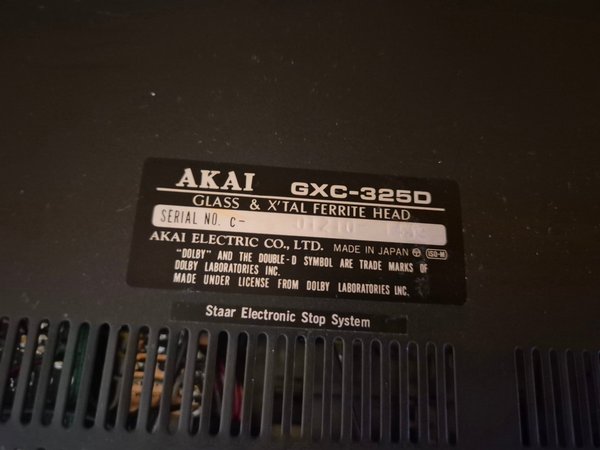 AKAI GXC-325D
GLASS & X'TAL FERRITE HEAD
SERIAL NO. C-
AKAI ELECTRIC CO., LTD. MADE IN JAPAN ISO-M
"DOLBY" AND THE DOUBLE-D SYMBOL ARE TRADE MARKS OF
DOLBY LABORATORIES INC.
MADE UNDER LICENSE FROM DOLBY LABORATORIES INC.
Staar Electronic Stop System